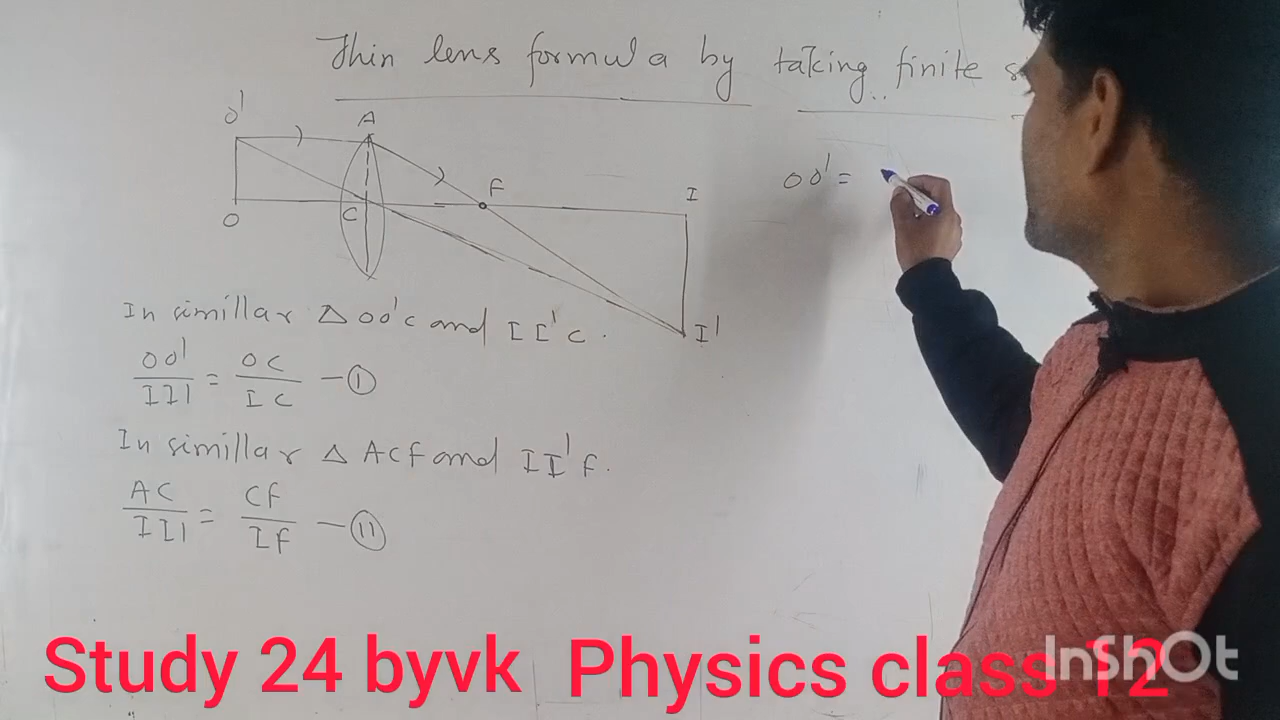 Thin lens formula by taking finite
O'
A
F
I
C
O
I'
OO' =
In simillar △ OO'C and II'C.
OO'/II' = OC/IC — ①
In simillar △ ACF and II'F.
AC/II' = CF/IF — ⑪
Study 24 byvk Physics class 12
InShOt